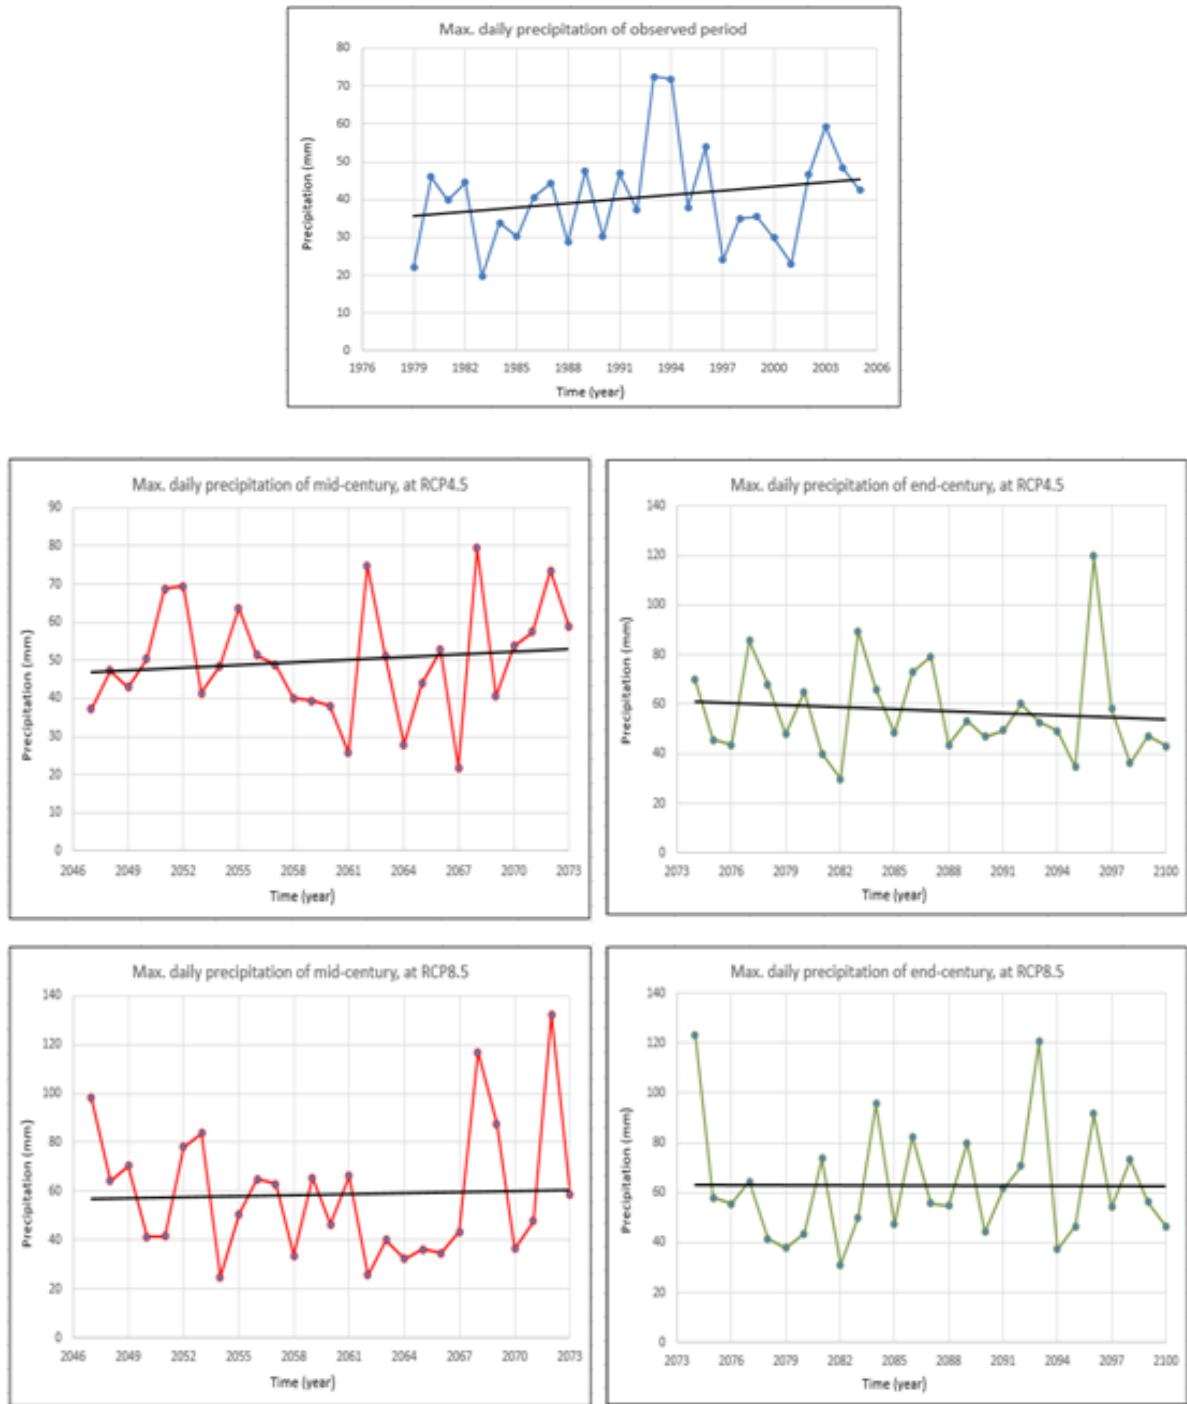 Max. daily precipitation of observed period
80
70
60
50
40
30
20
10
0
Precipitation (mm)
1976 1979 1982 1985 1988 1991 1994 1997 2000 2003 2006
Time (year)
Max. daily precipitation of mid-century, at RCP4.5
90
80
70
60
50
40
30
20
10
0
Precipitation (mm)
2046 2049 2052 2055 2058 2061 2064 2067 2070 2073
Time (year)
Max. daily precipitation of end-century, at RCP4.5
140
120
100
80
60
40
20
0
Precipitation (mm)
2073 2076 2079 2082 2085 2088 2091 2094 2097 2100
Time (year)
Max. daily precipitation of mid-century, at RCP8.5
140
120
100
80
60
40
20
0
Precipitation (mm)
2046 2049 2052 2055 2058 2061 2064 2067 2070 2073
Time (year)
Max. daily precipitation of end-century, at RCP8.5
140
120
100
80
60
40
20
0
Precipitation (mm)
2073 2076 2079 2082 2085 2088 2091 2094 2097 2100
Time (year)